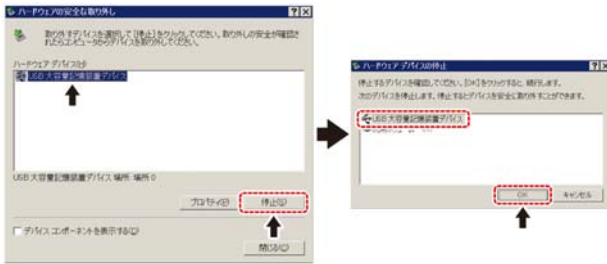 ハードウェアの安全な取り外し
取り外すデバイスを選択して [停止] をクリックしてください。取り外しの安全が確認さ
れたらコンピュータからデバイスを取り外してください。
ハードウェア デバイス(H)
USB 大容量記憶装置デバイス
USB 大容量記憶装置デバイス 場所 場所 0
プロパティ(P)
停止(S)
デバイス コンポーネントを表示する(D)
閉じる(C)
ハードウェア デバイスの停止
停止するデバイスを確認してください。[OK] をクリックすると、続行します。
次のデバイスを停止します。停止するとデバイスを安全に取り外すことができます。
USB 大容量記憶装置デバイス
OK
キャンセル